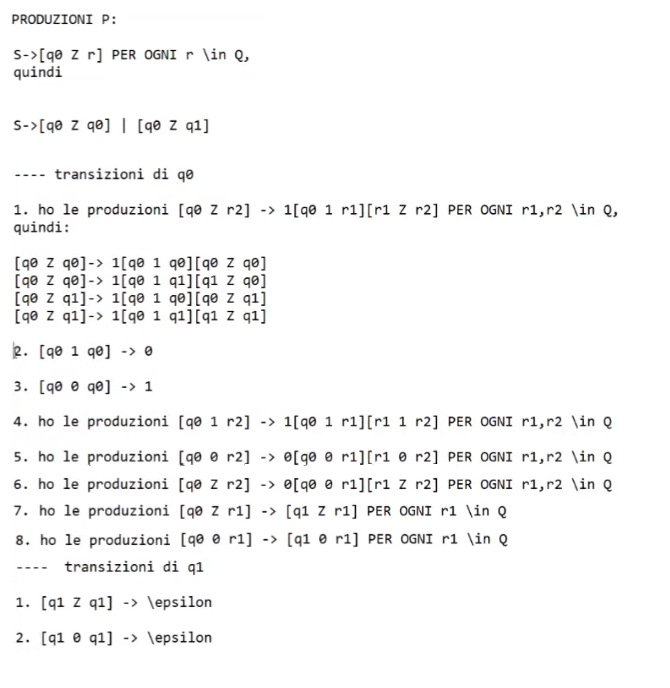 PRODUZIONI P:
S->[q0 Z r] PER OGNI r \in Q,
quindi
S->[q0 Z q0] | [q0 Z q1]
---- transizioni di q0
1. ho le produzioni [q0 Z r2] -> 1[q0 1 r1][r1 Z r2] PER OGNI r1,r2 \in Q,
quindi:
[q0 Z q0]-> 1[q0 1 q0][q0 Z q0]
[q0 Z q0]-> 1[q0 1 q1][q1 Z q0]
[q0 Z q1]-> 1[q0 1 q0][q0 Z q1]
[q0 Z q1]-> 1[q0 1 q1][q1 Z q1]
2. [q0 1 q0] -> 0
3. [q0 0 q0] -> 1
4. ho le produzioni [q0 1 r2] -> 1[q0 1 r1][r1 1 r2] PER OGNI r1,r2 \in Q
5. ho le produzioni [q0 0 r2] -> 0[q0 0 r1][r1 0 r2] PER OGNI r1,r2 \in Q
6. ho le produzioni [q0 Z r2] -> 0[q0 0 r1][r1 Z r2] PER OGNI r1,r2 \in Q
7. ho le produzioni [q0 Z r1] -> [q1 Z r1] PER OGNI r1 \in Q
8. ho le produzioni [q0 0 r1] -> [q1 0 r1] PER OGNI r1 \in Q
---- transizioni di q1
1. [q1 Z q1] -> \epsilon
2. [q1 0 q1] -> \epsilon